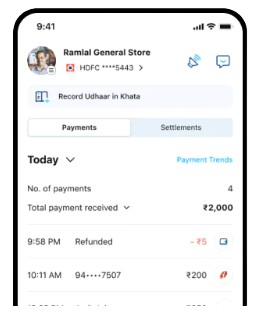 9:41
Ramlal General Store
HDFC ****5443
Record Udhaar in Khata
Payments Settlements
Today
Payment Trends
No. of payments 4
Total payment received ₹2,000
9:58 PM Refunded - ₹5
10:11 AM 94••••7507 ₹200